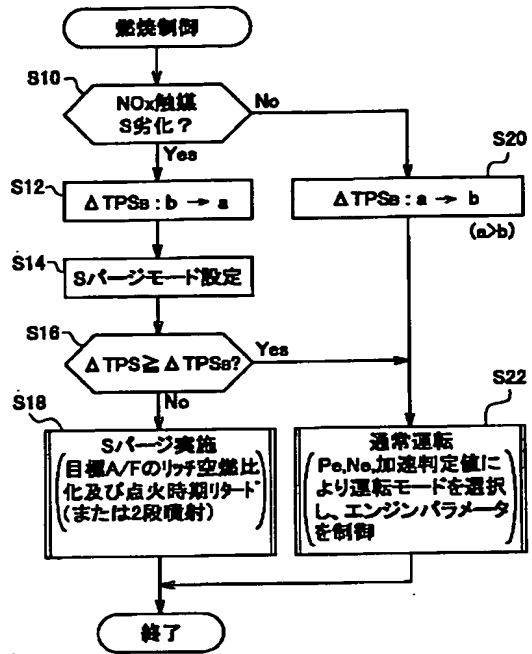 燃焼制御
S10
NOx触媒
S劣化?
No
Yes
S20
S12
ΔTPSB:b → a
ΔTPSB:a → b
(a>b)
S14
Sパージモード設定
S16
ΔTPS≧ΔTPSB?
Yes
No
S18
Sパージ実施
目標A/Fのリッチ空燃比
化及び点火時期リタード
(または2段噴射)
S22
通常運転
Pe,Ne,加速判定値に
より運転モードを選択
し、エンジンパラメータ
を制御
終了